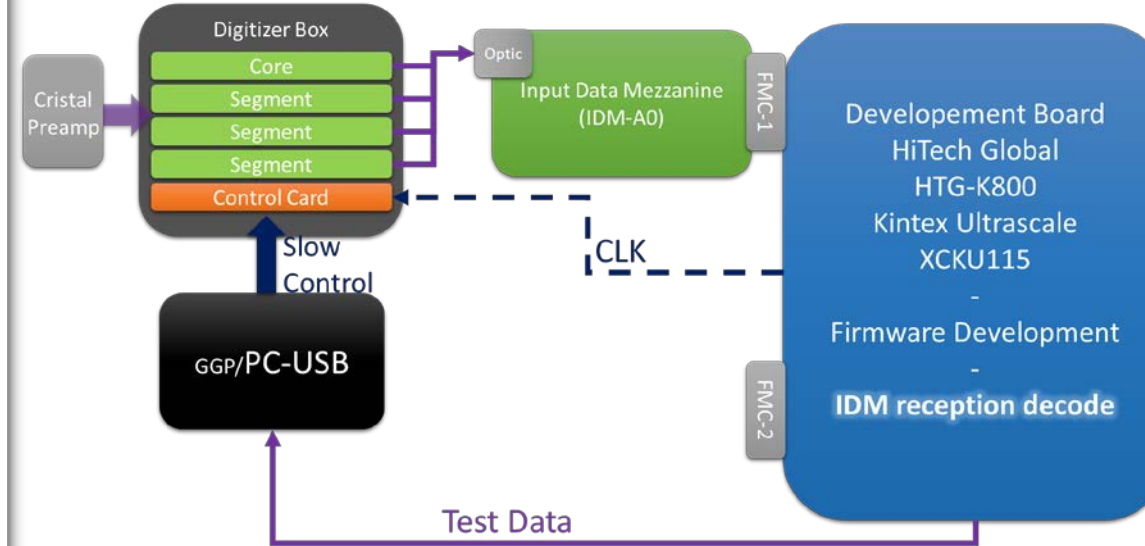 Digitizer Box
Core
Segment
Segment
Segment
Control Card
Cristal
Preamp
Optic
Input Data Mezzanine
(IDM-A0)
FMC-1
Developement Board
HiTech Global
HTG-K800
Kintex Ultrascale
XCKU115
-
Firmware Development
-
IDM reception decode
FMC-2
CLK
Slow
Control
GGP/PC-USB
Test Data